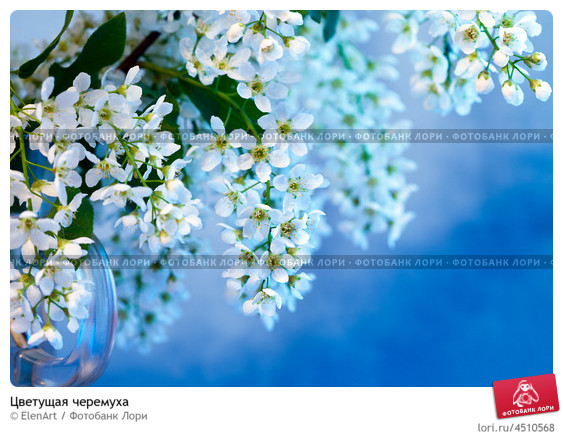 ФОТОБАНК ЛОРИ · ФОТОБАНК ЛОРИ · ФОТОБАНК ЛОРИ · ФОТОБАНК ЛОРИ
ФОТОБАНК ЛОРИ · ФОТОБАНК ЛОРИ · ФОТОБАНК ЛОРИ · ФОТОБАНК ЛОРИ
Цветущая черемуха
© ElenArt / Фотобанк Лори
ФОТОБАНК ЛОРИ
lori.ru/4510568